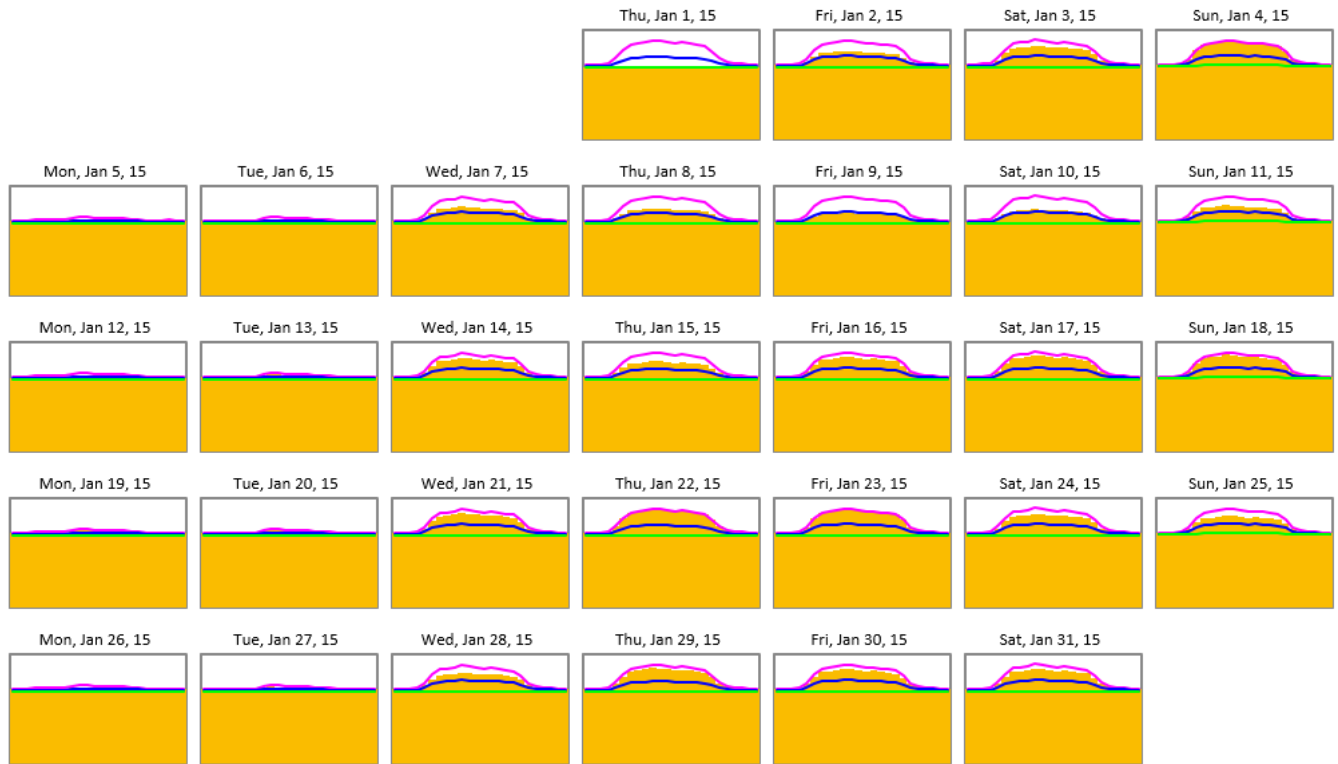 Thu, Jan 1, 15 Fri, Jan 2, 15 Sat, Jan 3, 15 Sun, Jan 4, 15
Mon, Jan 5, 15 Tue, Jan 6, 15 Wed, Jan 7, 15 Thu, Jan 8, 15 Fri, Jan 9, 15 Sat, Jan 10, 15 Sun, Jan 11, 15
Mon, Jan 12, 15 Tue, Jan 13, 15 Wed, Jan 14, 15 Thu, Jan 15, 15 Fri, Jan 16, 15 Sat, Jan 17, 15 Sun, Jan 18, 15
Mon, Jan 19, 15 Tue, Jan 20, 15 Wed, Jan 21, 15 Thu, Jan 22, 15 Fri, Jan 23, 15 Sat, Jan 24, 15 Sun, Jan 25, 15
Mon, Jan 26, 15 Tue, Jan 27, 15 Wed, Jan 28, 15 Thu, Jan 29, 15 Fri, Jan 30, 15 Sat, Jan 31, 15